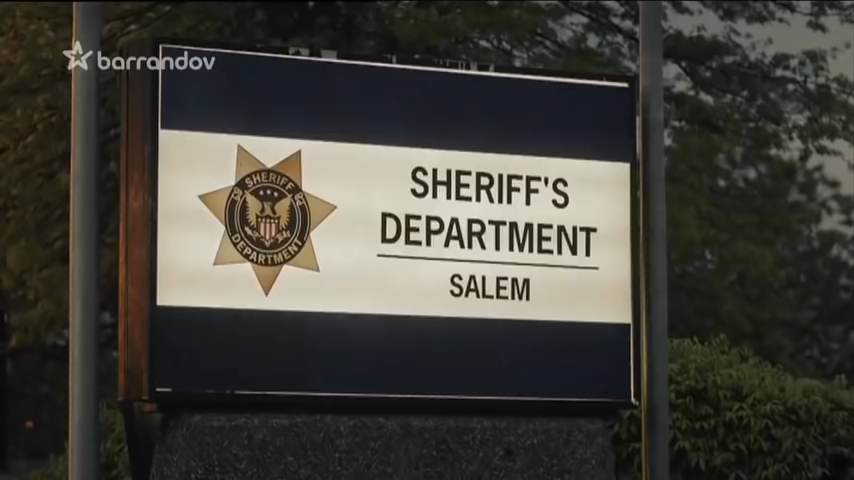 barrandov
SHERIFF'S
DEPARTMENT
SALEM
SHERIFF
DEPARTMENT